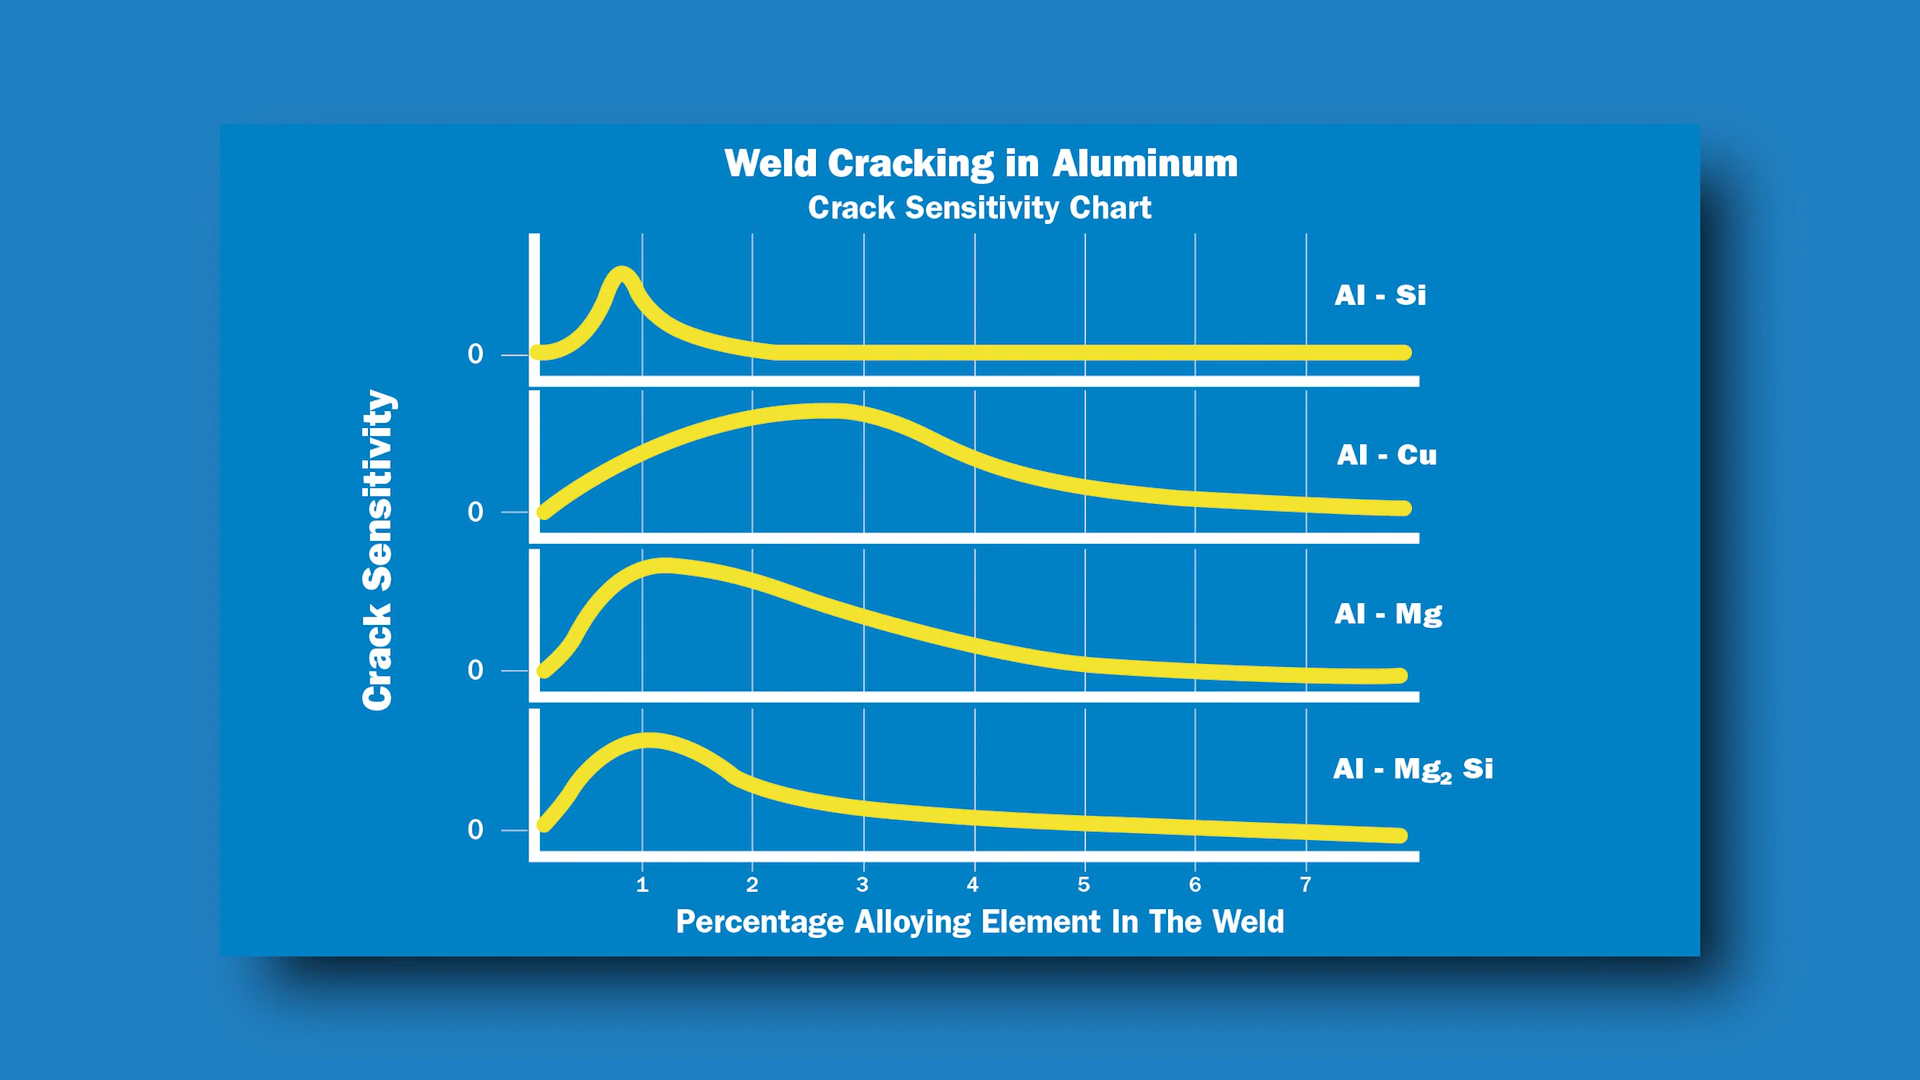 Weld Cracking in Aluminum
Crack Sensitivity Chart
Al - Si
0
Al - Cu
0
Crack Sensitivity
Al - Mg
0
Al - Mg₂ Si
0
1 2 3 4 5 6 7
Percentage Alloying Element In The Weld